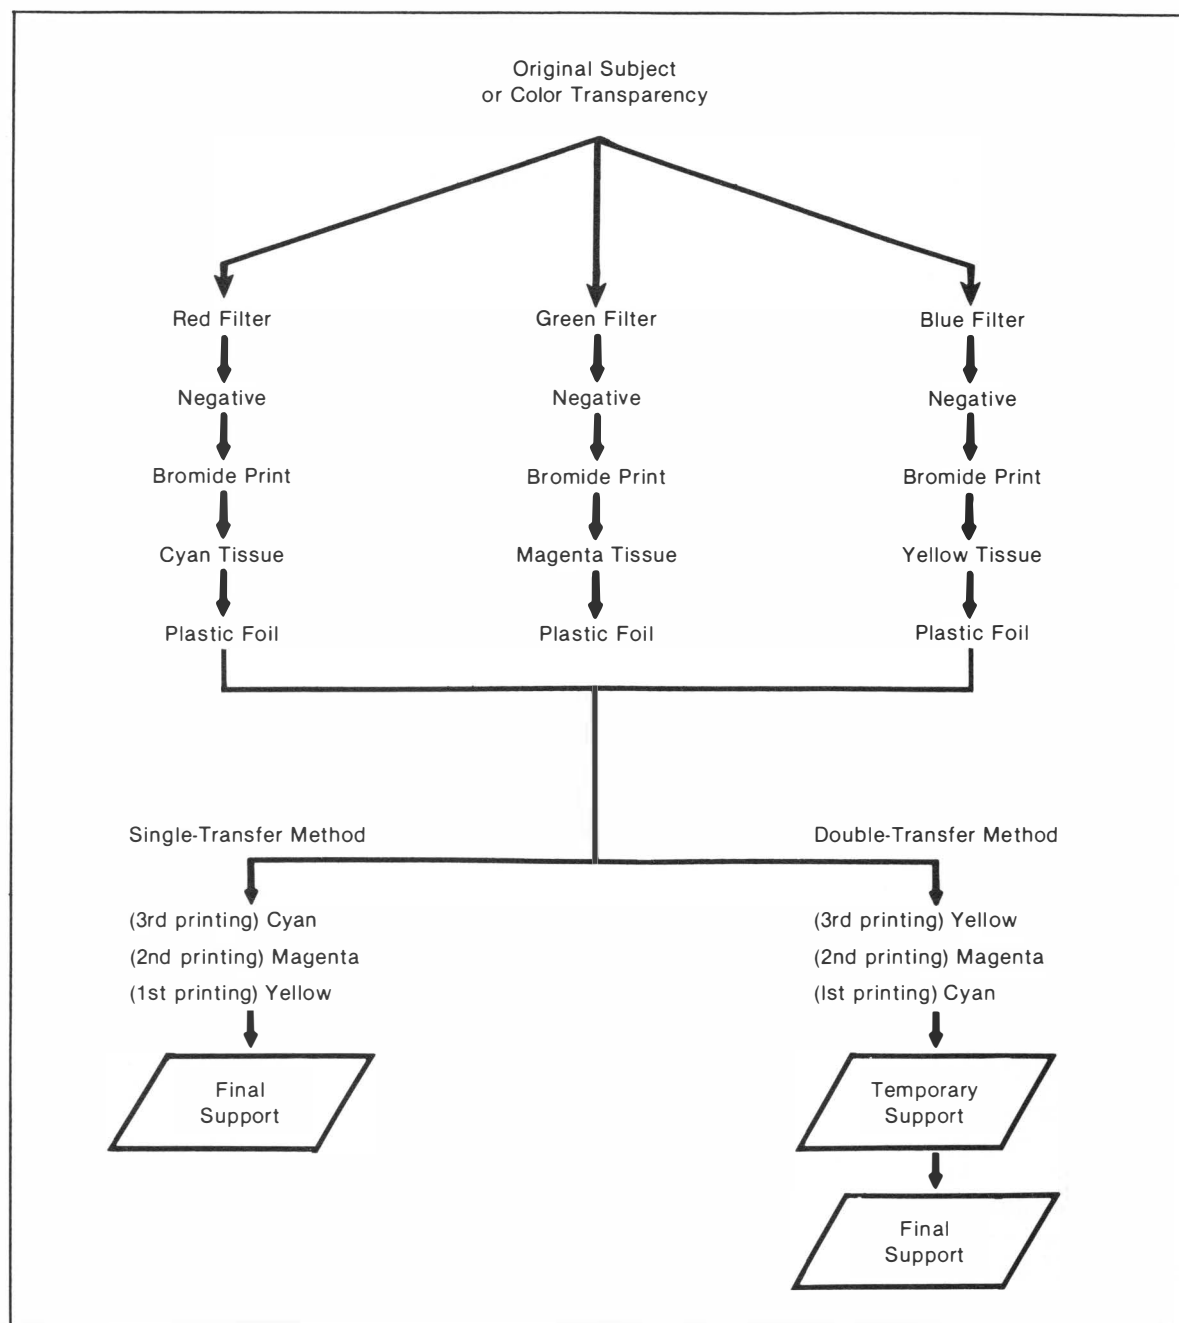 Original Subject
or Color Transparency
Red Filter
Green Filter
Blue Filter
Negative
Negative
Negative
Bromide Print
Bromide Print
Bromide Print
Cyan Tissue
Magenta Tissue
Yellow Tissue
Plastic Foil
Plastic Foil
Plastic Foil
Single-Transfer Method
(3rd printing) Cyan
(2nd printing) Magenta
(1st printing) Yellow
Final
Support
Double-Transfer Method
(3rd printing) Yellow
(2nd printing) Magenta
(Ist printing) Cyan
Temporary
Support
Final
Support